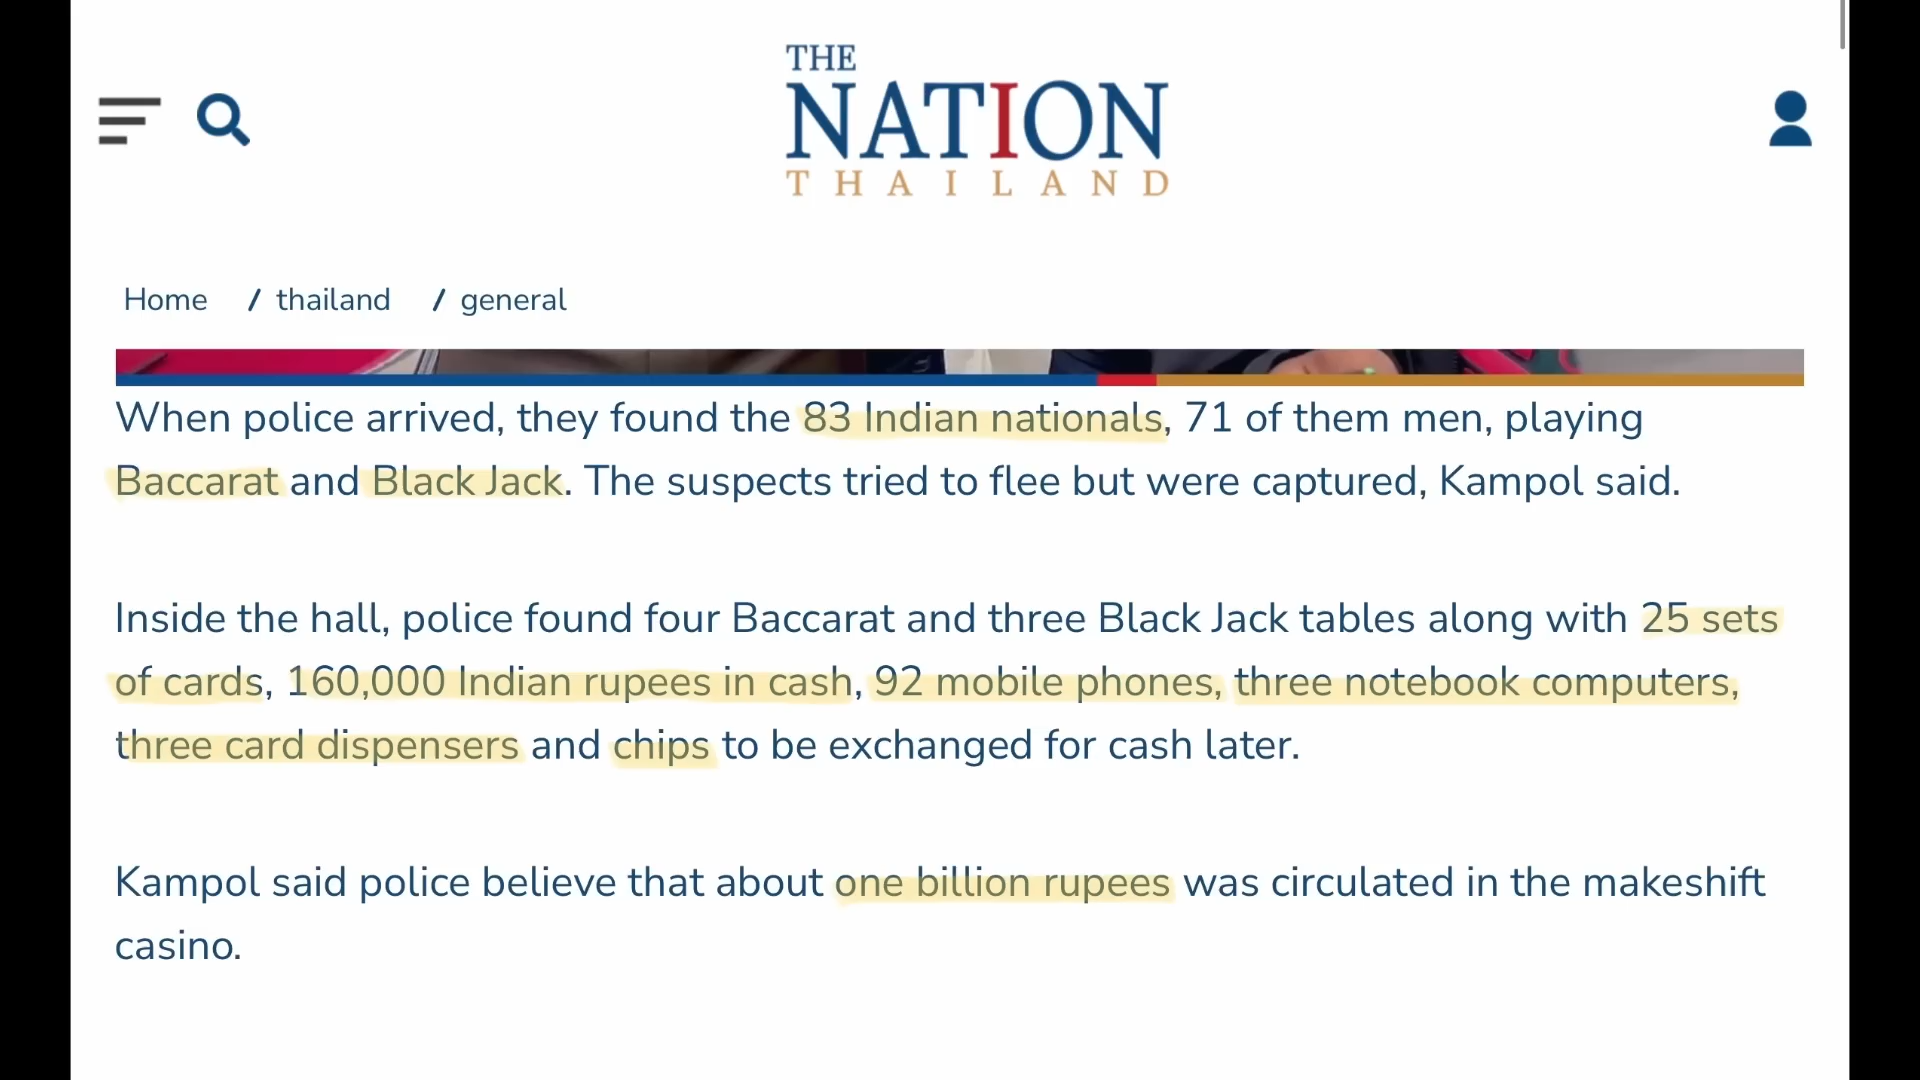 THE
NATION
THAILAND
Home / thailand / general
When police arrived, they found the 83 Indian nationals, 71 of them men, playing
Baccarat and Black Jack. The suspects tried to flee but were captured, Kampol said.
Inside the hall, police found four Baccarat and three Black Jack tables along with 25 sets
of cards, 160,000 Indian rupees in cash, 92 mobile phones, three notebook computers,
three card dispensers and chips to be exchanged for cash later.
Kampol said police believe that about one billion rupees was circulated in the makeshift
casino.